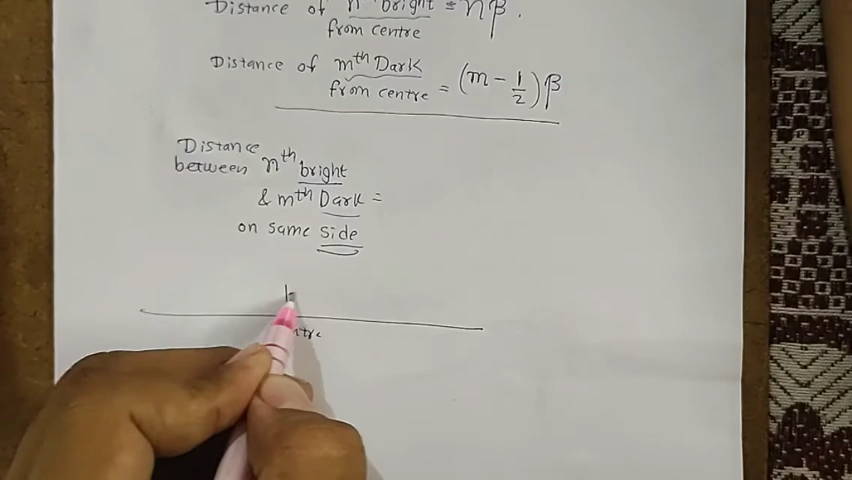 Distance of nth bright = nβ.
from centre
Distance of mth Dark
from centre = (m - 1/2) β
Distance
between nth bright
& mth Dark =
on same side